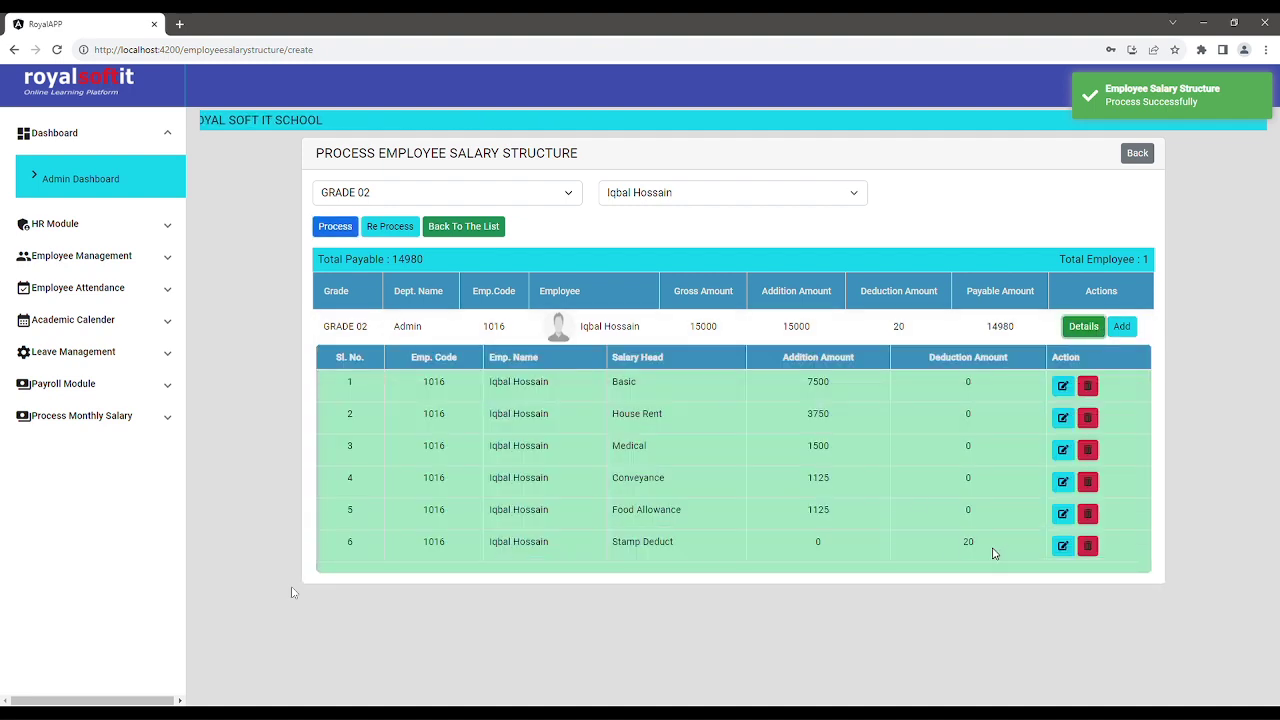 RoyalAPP
http://localhost:4200/employeesalarystructure/create
royalsoftit
Online Learning Platform
Employee Salary Structure
Process Successfully
OYAL SOFT IT SCHOOL
Dashboard
Admin Dashboard
HR Module
Employee Management
Employee Attendance
Academic Calender
Leave Management
Payroll Module
Process Monthly Salary
PROCESS EMPLOYEE SALARY STRUCTURE
Back
GRADE 02
Iqbal Hossain
Process Re Process Back To The List
Total Payable : 14980 Total Employee : 1
Grade Dept. Name Emp.Code Employee Gross Amount Addition Amount Deduction Amount Payable Amount Actions
GRADE 02 Admin 1016 Iqbal Hossain 15000 15000 20 14980 Details Add
Sl. No. Emp. Code Emp. Name Salary Head Addition Amount Deduction Amount Action
1 1016 Iqbal Hossain Basic 7500 0
2 1016 Iqbal Hossain House Rent 3750 0
3 1016 Iqbal Hossain Medical 1500 0
4 1016 Iqbal Hossain Conveyance 1125 0
5 1016 Iqbal Hossain Food Allowance 1125 0
6 1016 Iqbal Hossain Stamp Deduct 0 20